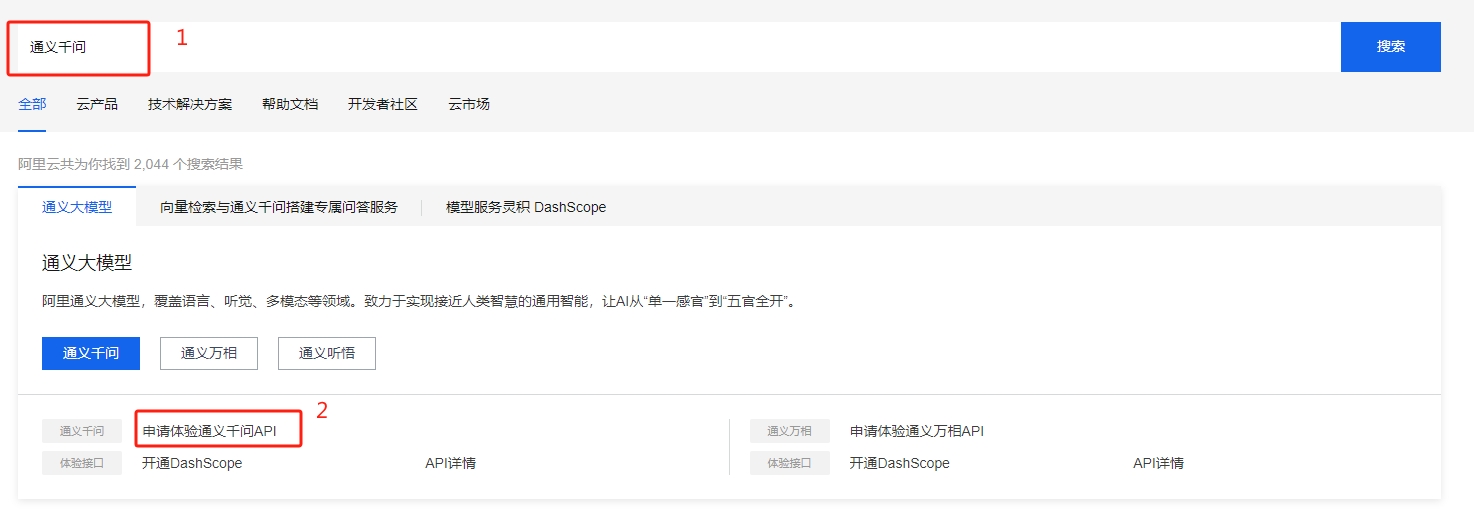 通义千问 1 搜索
全部 云产品 技术解决方案 帮助文档 开发者社区 云市场
阿里云共为你找到 2,044 个搜索结果
通义大模型 向量检索与通义千问搭建专属问答服务 模型服务灵积 DashScope
通义大模型
阿里通义大模型，覆盖语言、听觉、多模态等领域。致力于实现接近人类智慧的通用智能，让AI从“单一感官”到“五官全开”。
通义千问 通义万相 通义听悟
2
通义千问 申请体验通义千问API 通义万相 申请体验通义万相API
体验接口 开通DashScope API详情 体验接口 开通DashScope API详情